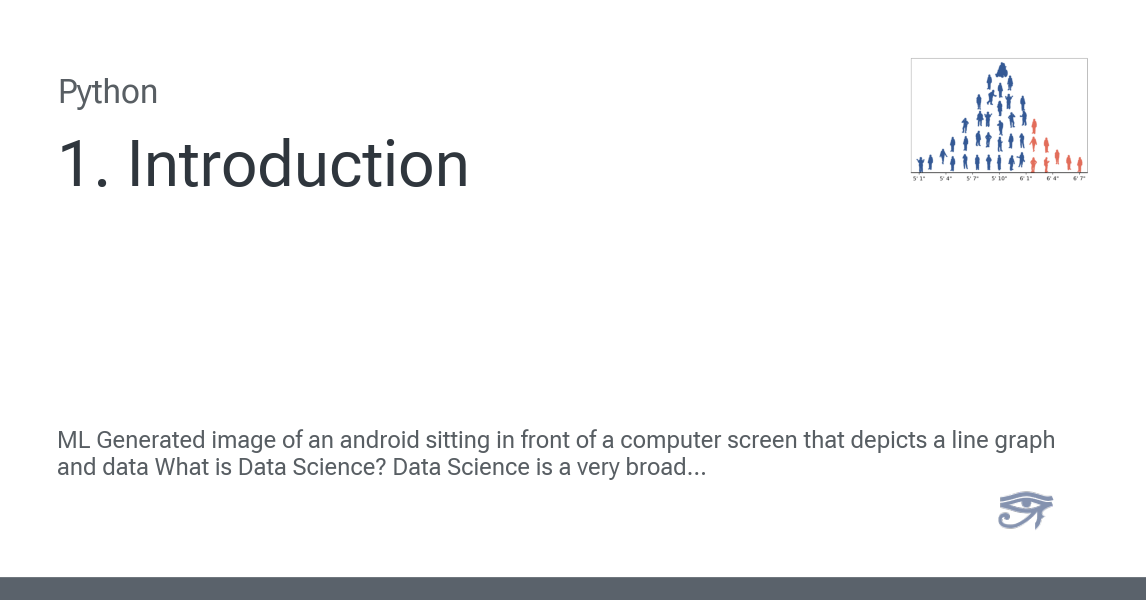 Python
1. Introduction
5' 1" 5' 4" 5' 7" 5' 10" 6' 1" 6' 4" 6' 7"
ML Generated image of an android sitting in front of a computer screen that depicts a line graph
and data What is Data Science? Data Science is a very broad...